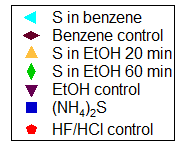 S in benzene
Benzene control
S in EtOH 20 min
S in EtOH 60 min
EtOH control
(NH₄)₂S
HF/HCl control